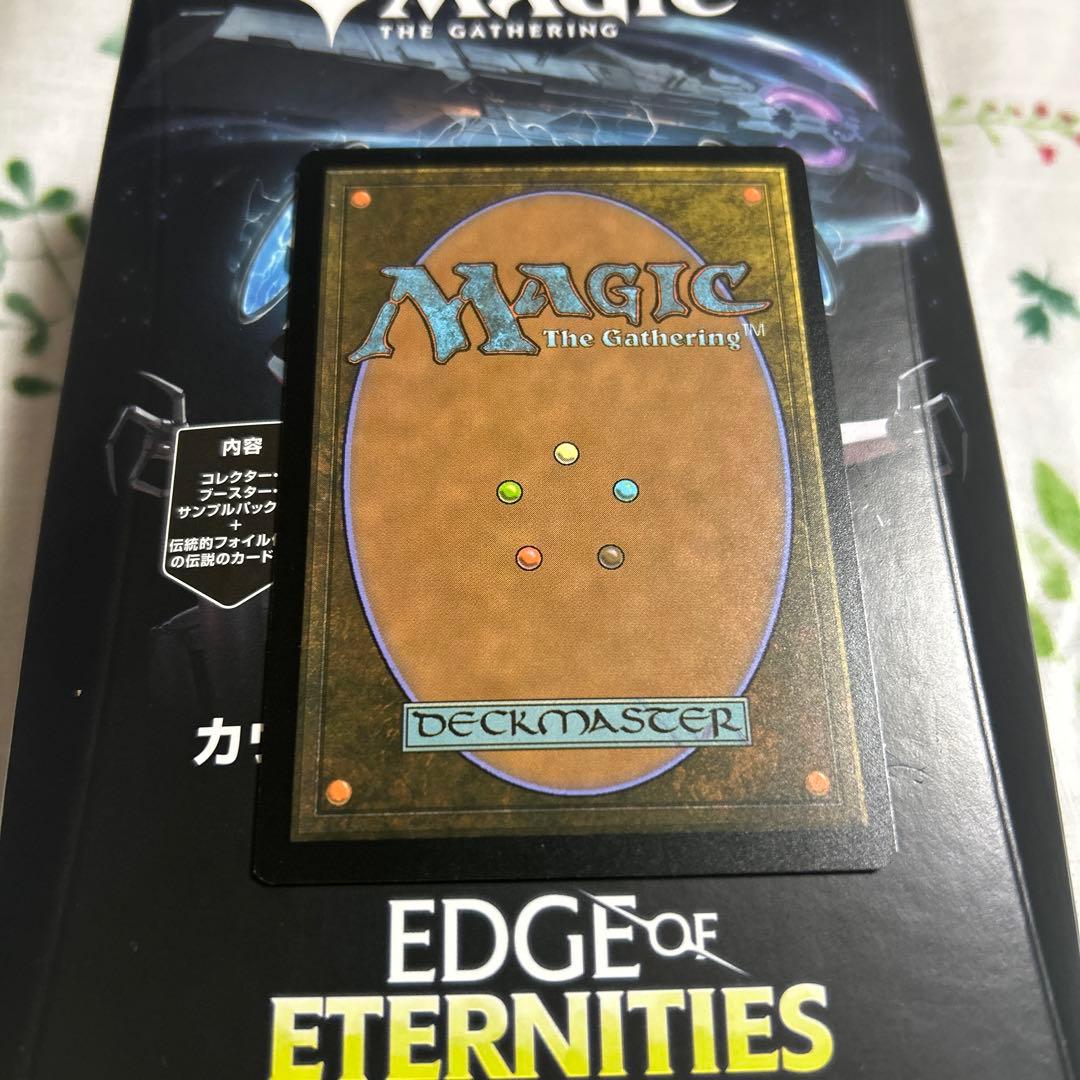 MAGIC
THE GATHERING
MAGIC
The Gathering™
内容
コレクター・
ブースター・
サンプルパック
+
伝統的フォイル
の伝説のカード
DECKMASTER
EDGE OF
ETERNITIES